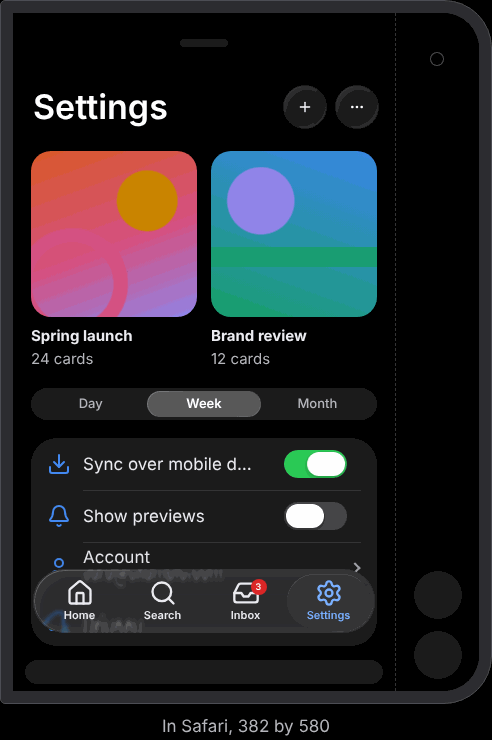 Settings
Spring launch
24 cards
Brand review
12 cards
Day
Week
Month
Sync over mobile d...
Show previews
Account
3
Home
Search
Inbox
Settings
In Safari, 382 by 580